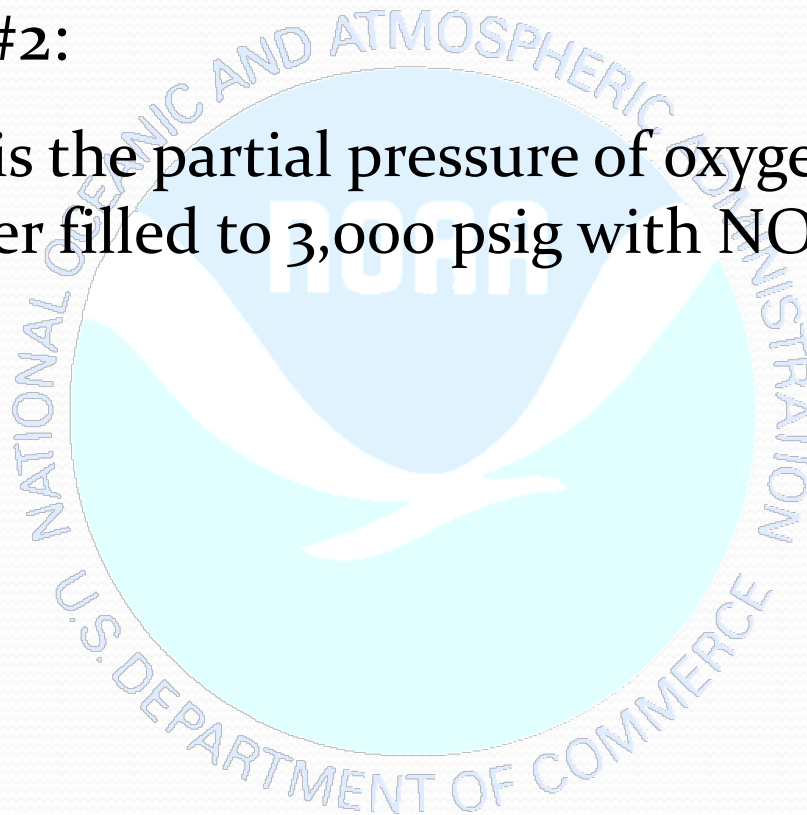 #2:
is the partial pressure of oxyge
er filled to 3,000 psig with NO
NATIONAL OCEANIC AND ATMOSPHERIC ADMINISTRATION
NOAA
U.S. DEPARTMENT OF COMMERCE